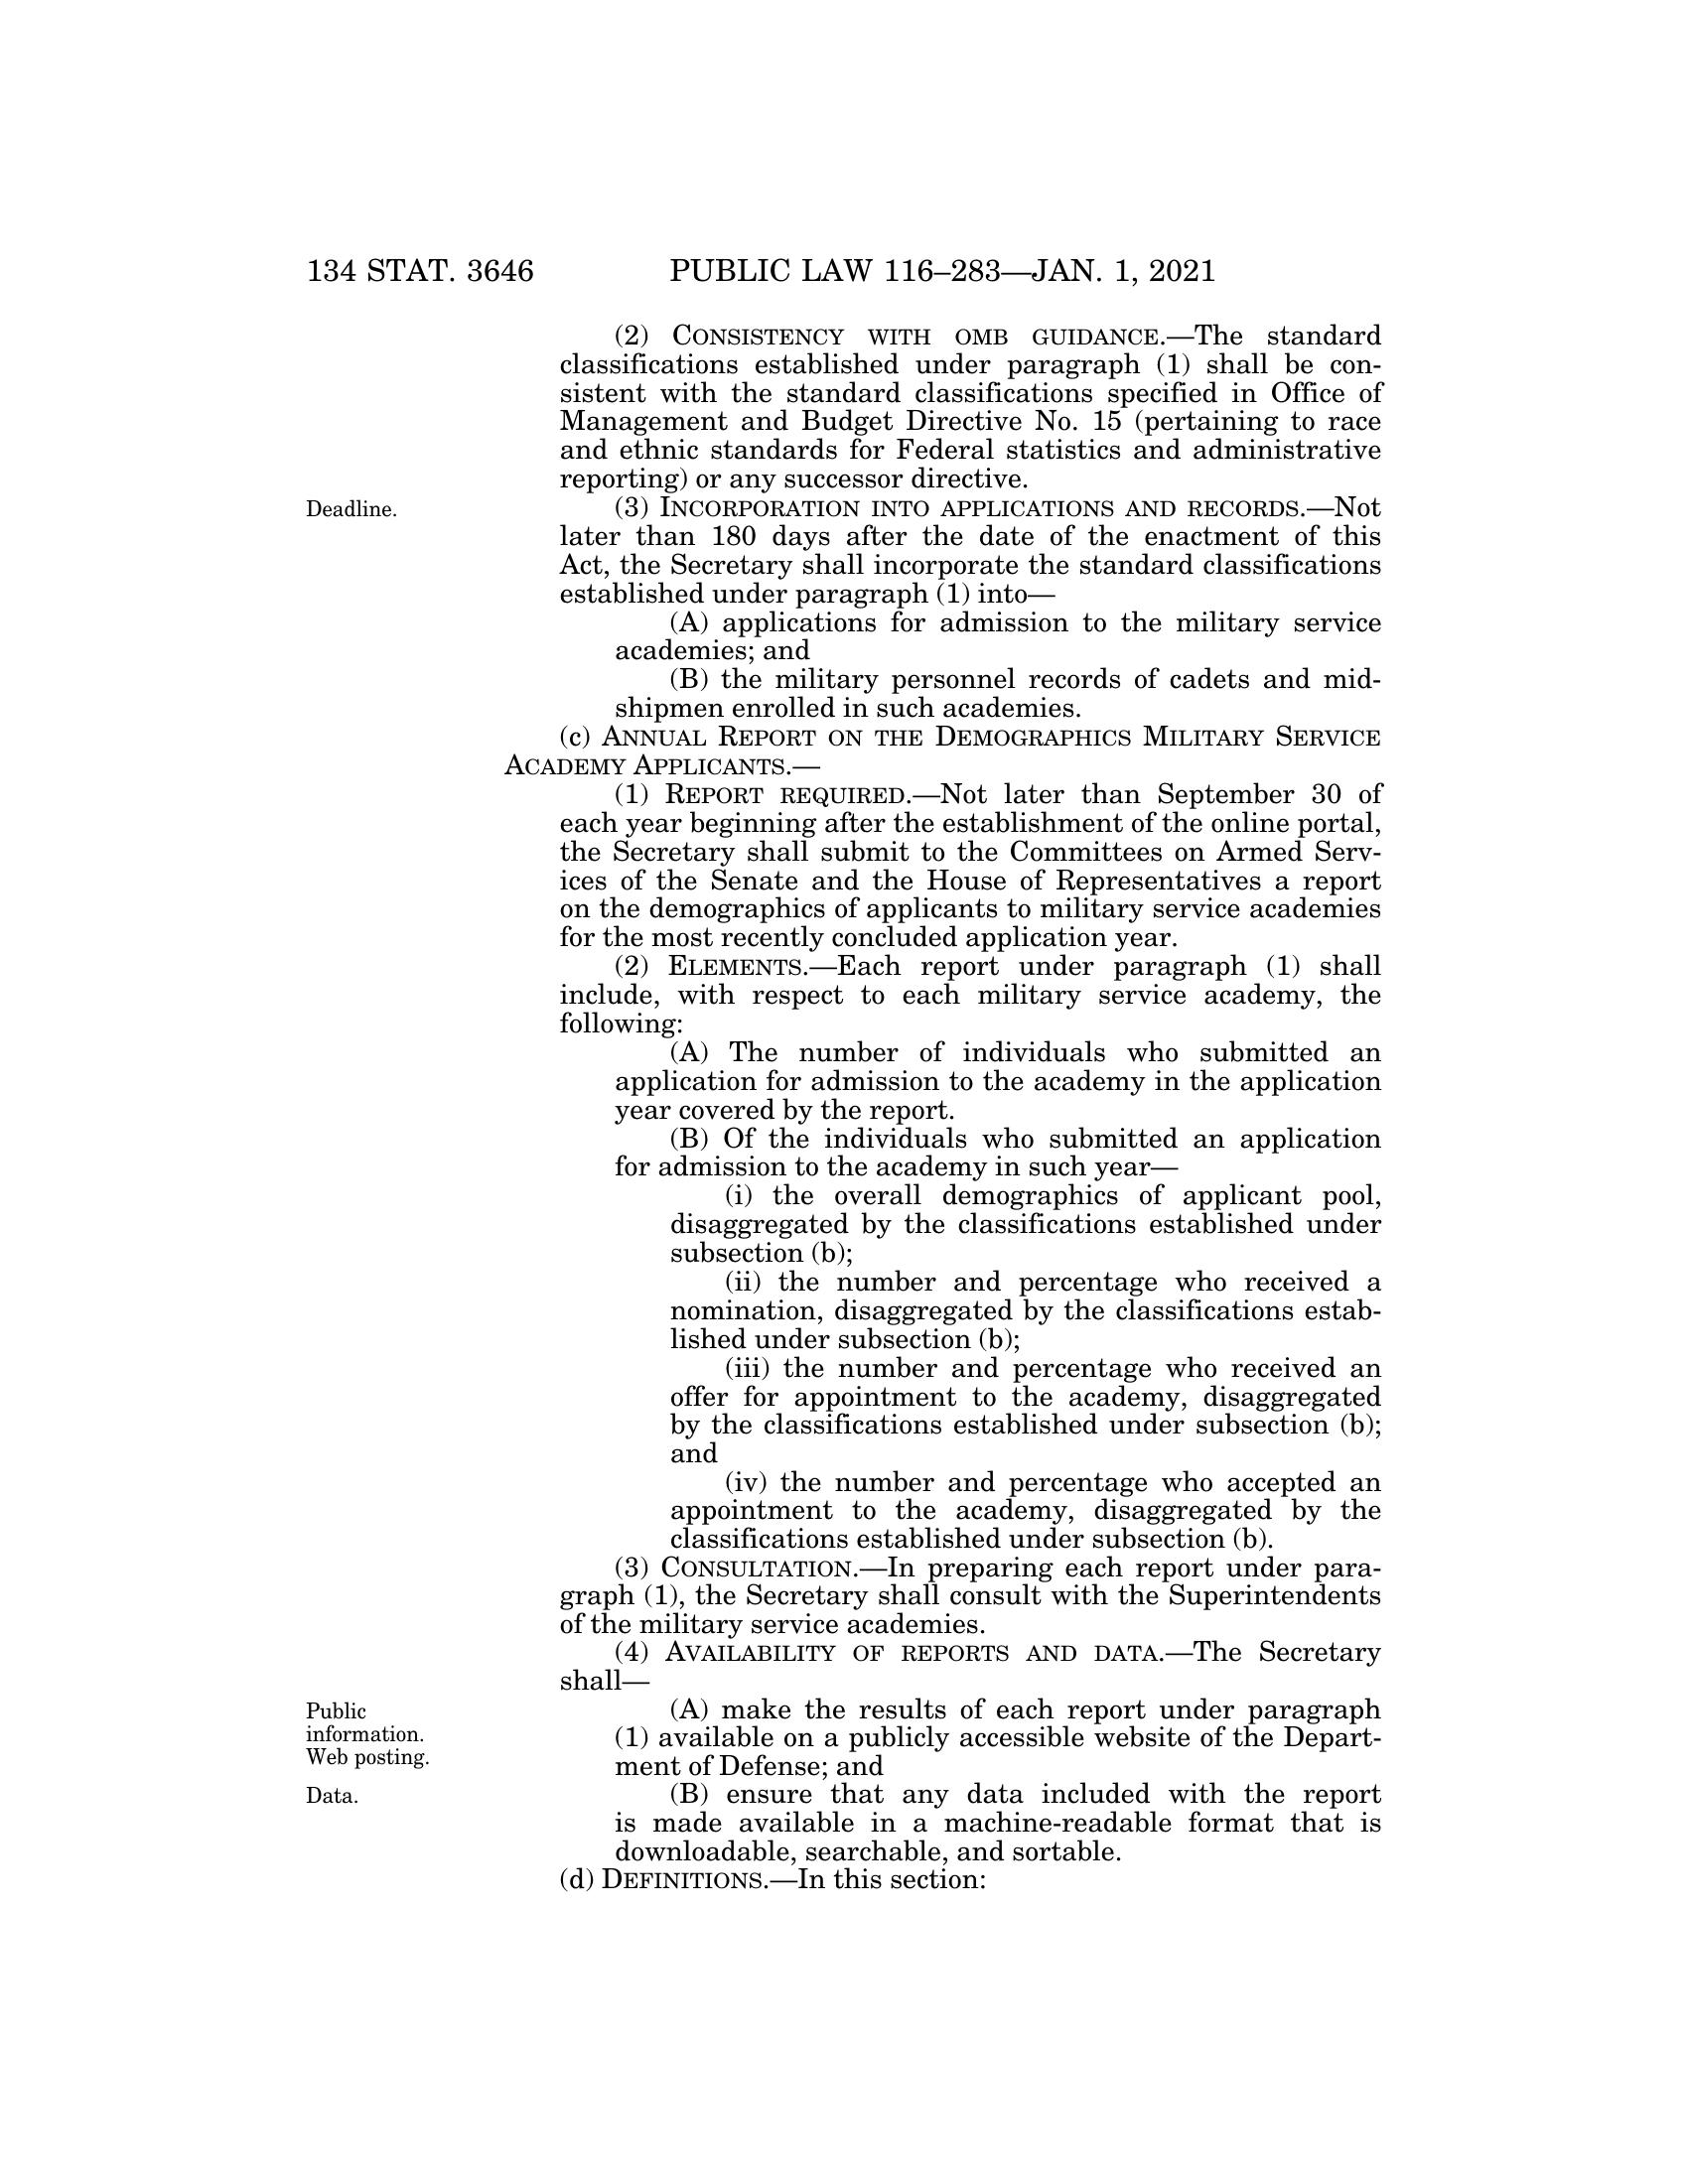 134 STAT. 3646 PUBLIC LAW 116–283—JAN. 1, 2021
(2) CONSISTENCY WITH OMB GUIDANCE.—The standard
classifications established under paragraph (1) shall be con-
sistent with the standard classifications specified in Office of
Management and Budget Directive No. 15 (pertaining to race
and ethnic standards for Federal statistics and administrative
reporting) or any successor directive.
Deadline.
(3) INCORPORATION INTO APPLICATIONS AND RECORDS.—Not
later than 180 days after the date of the enactment of this
Act, the Secretary shall incorporate the standard classifications
established under paragraph (1) into—
(A) applications for admission to the military service
academies; and
(B) the military personnel records of cadets and mid-
shipmen enrolled in such academies.
(c) ANNUAL REPORT ON THE DEMOGRAPHICS MILITARY SERVICE
ACADEMY APPLICANTS.—
(1) REPORT REQUIRED.—Not later than September 30 of
each year beginning after the establishment of the online portal,
the Secretary shall submit to the Committees on Armed Serv-
ices of the Senate and the House of Representatives a report
on the demographics of applicants to military service academies
for the most recently concluded application year.
(2) ELEMENTS.—Each report under paragraph (1) shall
include, with respect to each military service academy, the
following:
(A) The number of individuals who submitted an
application for admission to the academy in the application
year covered by the report.
(B) Of the individuals who submitted an application
for admission to the academy in such year—
(i) the overall demographics of applicant pool,
disaggregated by the classifications established under
subsection (b);
(ii) the number and percentage who received a
nomination, disaggregated by the classifications estab-
lished under subsection (b);
(iii) the number and percentage who received an
offer for appointment to the academy, disaggregated
by the classifications established under subsection (b);
and
(iv) the number and percentage who accepted an
appointment to the academy, disaggregated by the
classifications established under subsection (b).
(3) CONSULTATION.—In preparing each report under para-
graph (1), the Secretary shall consult with the Superintendents
of the military service academies.
(4) AVAILABILITY OF REPORTS AND DATA.—The Secretary
shall—
Public
information.
Web posting.
(A) make the results of each report under paragraph
(1) available on a publicly accessible website of the Depart-
ment of Defense; and
Data.
(B) ensure that any data included with the report
is made available in a machine-readable format that is
downloadable, searchable, and sortable.
(d) DEFINITIONS.—In this section: